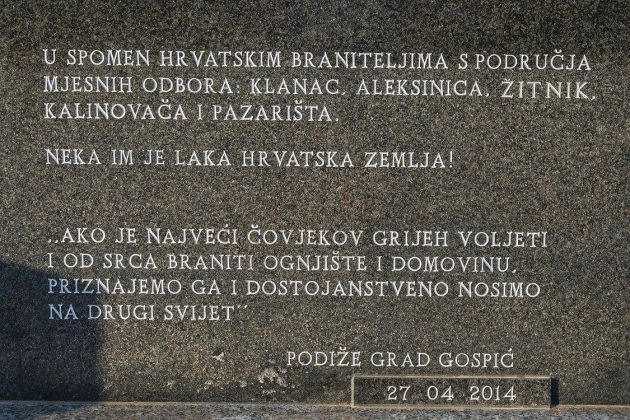 U SPOMEN HRVATSKIM BRANITELJIMA S PODRUČJA
MJESNIH ODBORA: KLANAC, ALEKSINICA, ŽITNIK,
KALINOVAČA I PAZARIŠTA.
NEKA IM JE LAKA HRVATSKA ZEMLJA!
,,AKO JE NAJVEĆI ČOVJEKOV GRIJEH VOLJETI
I OD SRCA BRANITI OGNJIŠTE I DOMOVINU,
PRIZNAJEMO GA I DOSTOJANSTVENO NOSIMO
NA DRUGI SVIJET´´
PODIŽE GRAD GOSPIĆ
27 04 2014